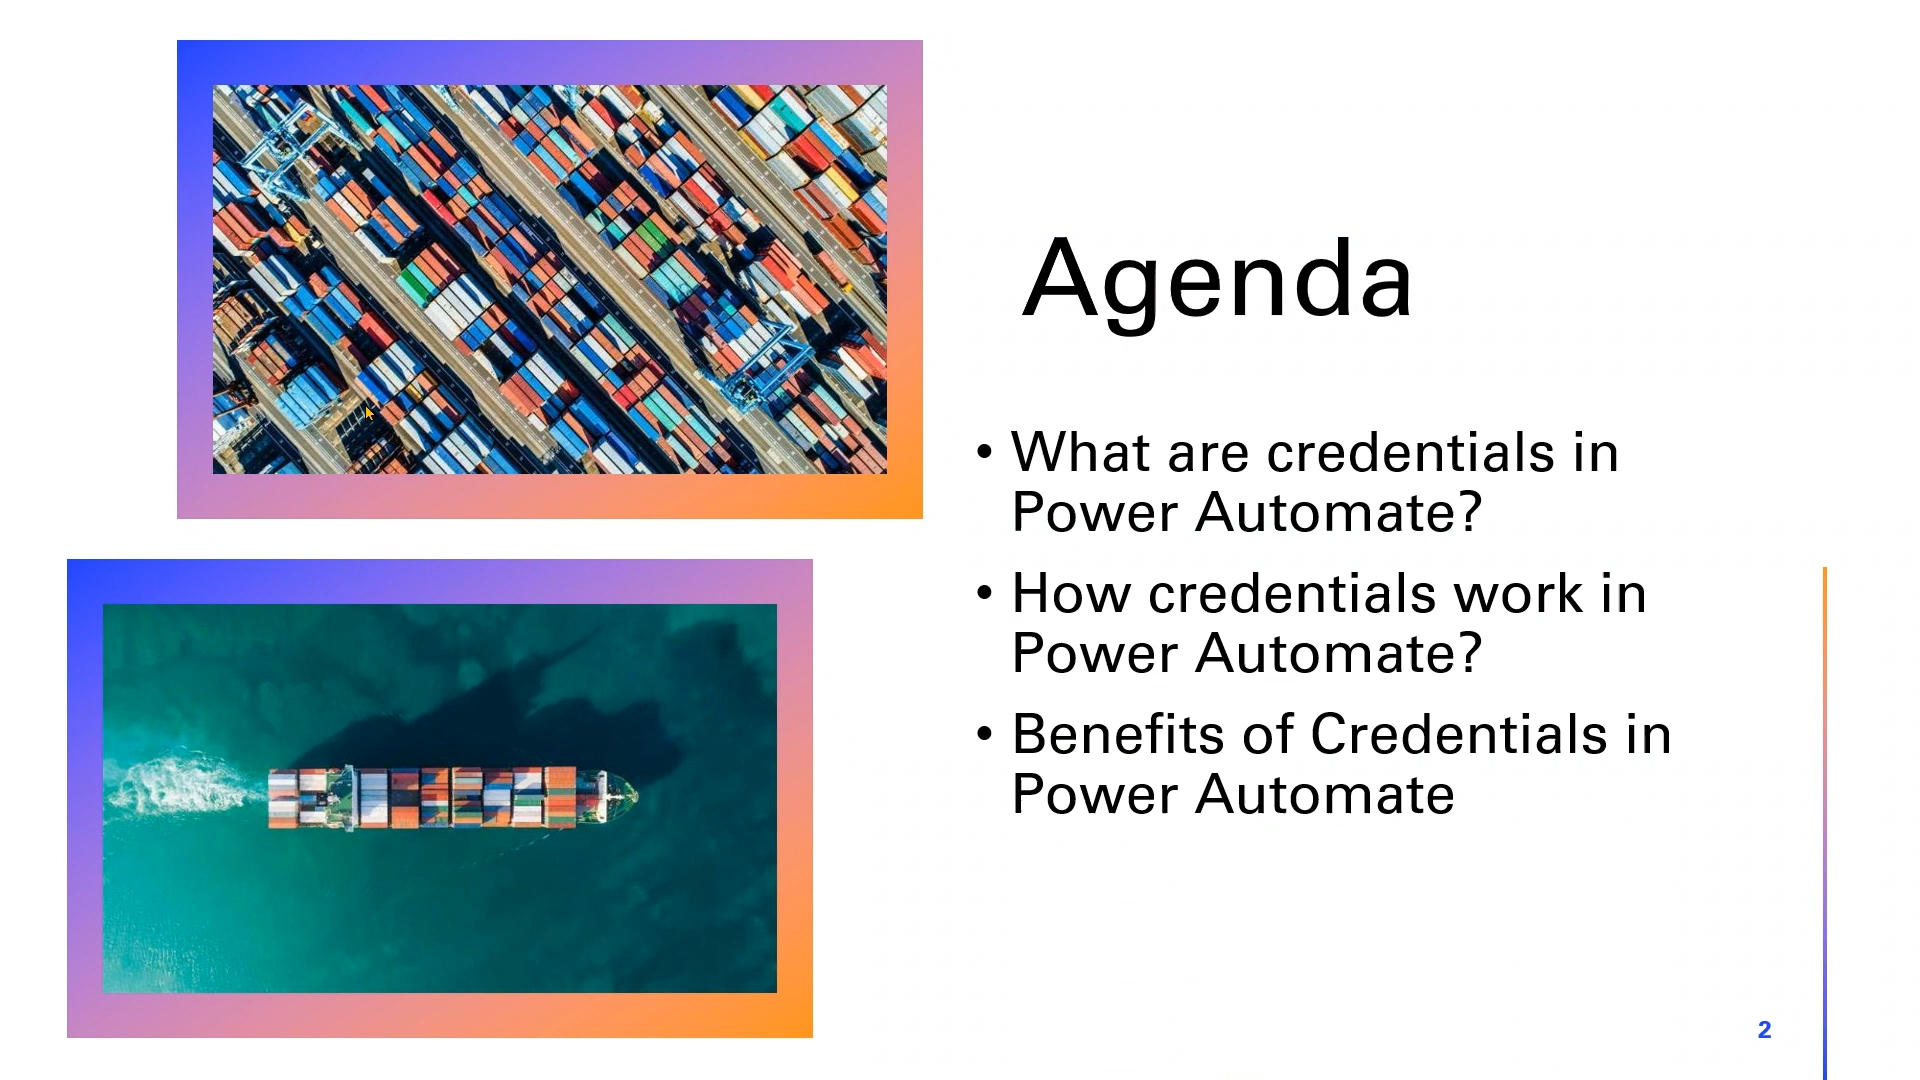 Agenda
• What are credentials in
Power Automate?
• How credentials work in
Power Automate?
• Benefits of Credentials in
Power Automate
2